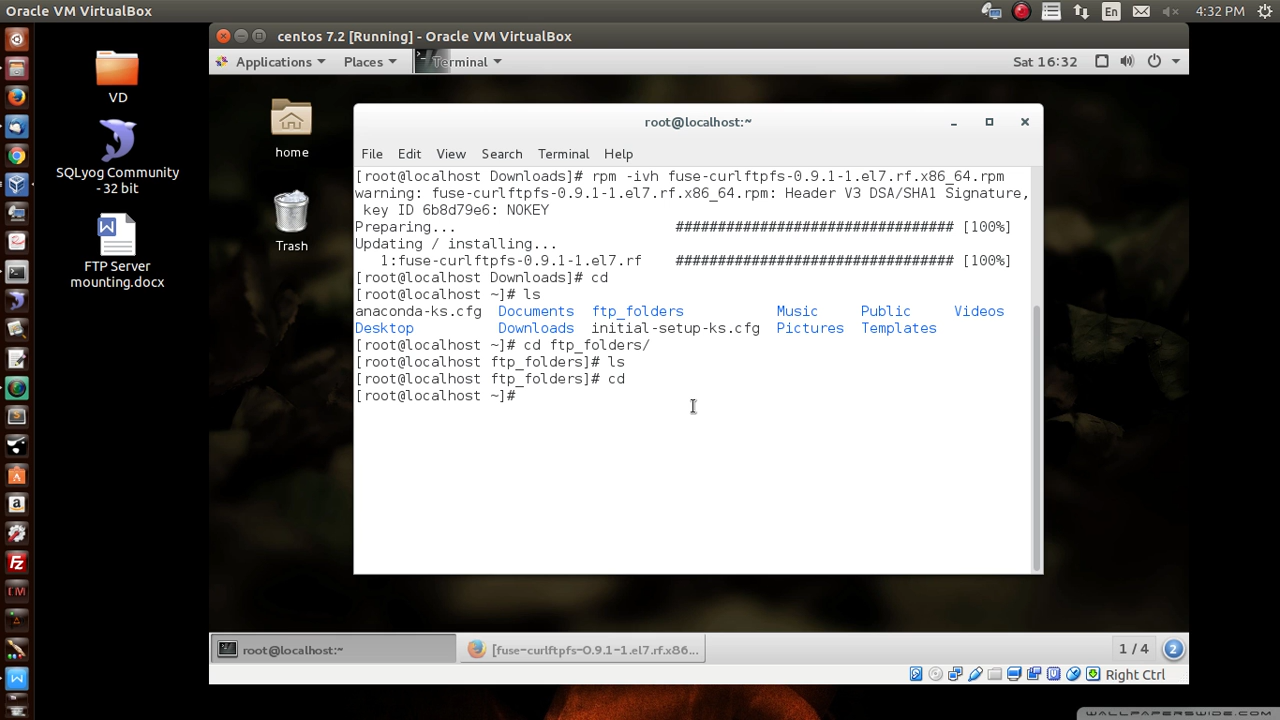 Oracle VM VirtualBox
En
4:32 PM
centos 7.2 [Running] - Oracle VM VirtualBox
Applications
Places
Terminal
Sat 16:32
VD
SQLyog Community
- 32 bit
FTP Server
mounting.docx
home
Trash
root@localhost:~
File Edit View Search Terminal Help
[root@localhost Downloads]# rpm -ivh fuse-curlftpfs-0.9.1-1.el7.rf.x86_64.rpm
warning: fuse-curlftpfs-0.9.1-1.el7.rf.x86_64.rpm: Header V3 DSA/SHA1 Signature,
key ID 6b8d79e6: NOKEY
Preparing... ################################# [100%]
Updating / installing...
1:fuse-curlftpfs-0.9.1-1.el7.rf ################################# [100%]
[root@localhost Downloads]# cd
[root@localhost ~]# ls
anaconda-ks.cfg Documents ftp_folders Music Public Videos
Desktop Downloads initial-setup-ks.cfg Pictures Templates
[root@localhost ~]# cd ftp_folders/
[root@localhost ftp_folders]# ls
[root@localhost ftp_folders]# cd
[root@localhost ~]#
root@localhost:~
[fuse-curlftpfs-0.9.1-1.el7.rf.x86...
1 / 4
2
Right Ctrl
WALLPAPERSWIDE.COM